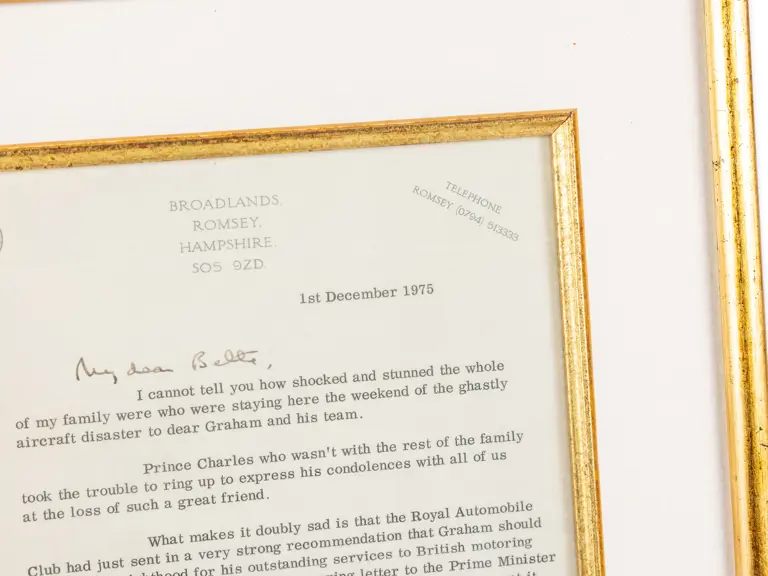 BROADLANDS,
ROMSEY,
HAMPSHIRE.
SO5 9ZD.
TELEPHONE
ROMSEY (0794) 513333
1st December 1975
My dear Bette,
I cannot tell you how shocked and stunned the whole
of my family were who were staying here the weekend of the ghastly
aircraft disaster to dear Graham and his team.
Prince Charles who wasn't with the rest of the family
took the trouble to ring up to express his condolences with all of us
at the loss of such a great friend.
What makes it doubly sad is that the Royal Automobile
Club had just sent in a very strong recommendation that Graham should
for his outstanding services to British motoring
letter to the Prime Minister
it